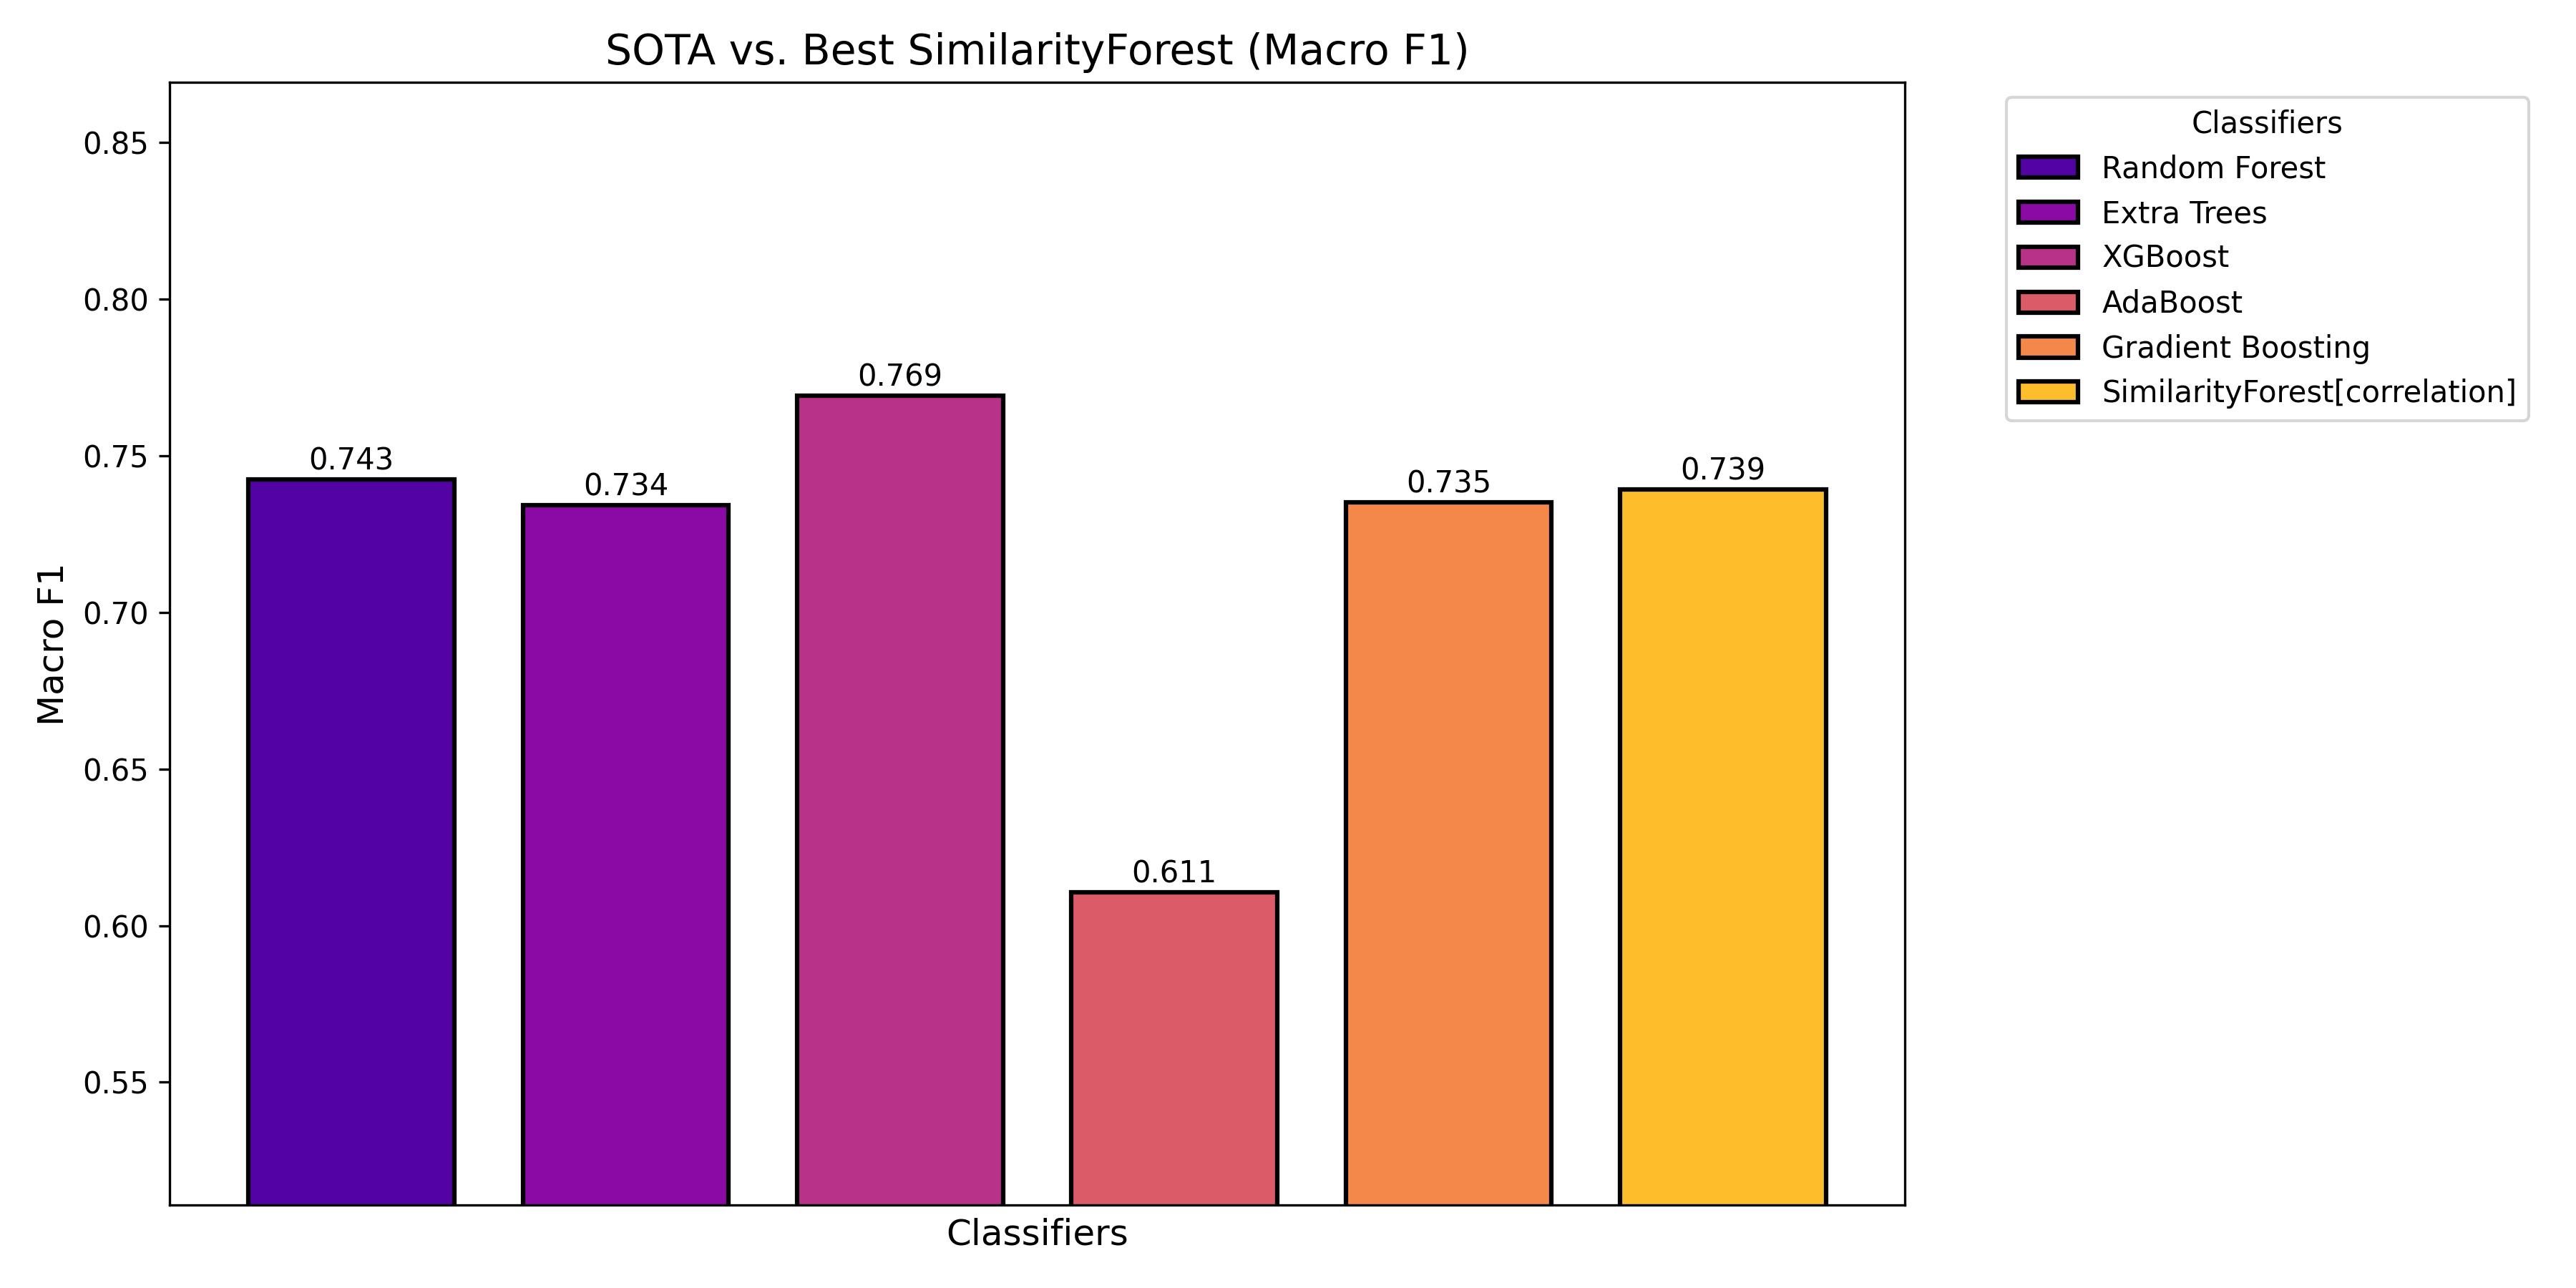 SOTA vs. Best SimilarityForest (Macro F1)
Macro F1
0.85
0.80
0.75
0.70
0.65
0.60
0.55
0.743
0.734
0.769
0.611
0.735
0.739
Classifiers
Classifiers
Random Forest
Extra Trees
XGBoost
AdaBoost
Gradient Boosting
SimilarityForest[correlation]